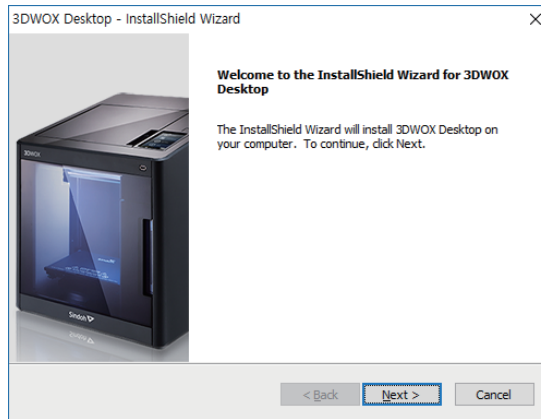 3DWOX Desktop - InstallShield Wizard
Welcome to the InstallShield Wizard for 3DWOX
Desktop
The InstallShield Wizard will install 3DWOX Desktop on
your computer. To continue, click Next.
3DWOX
Sindoh
< Back
Next >
Cancel